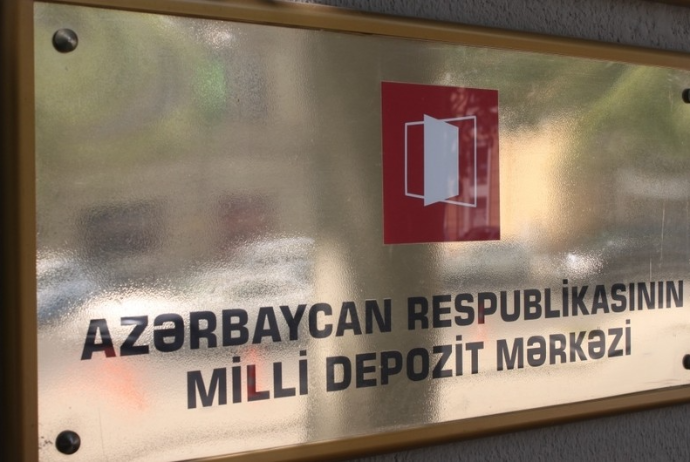 AZƏRBAYCAN RESPUBLİKASININ
MİLLİ DEPOZİT MƏRKƏZİ